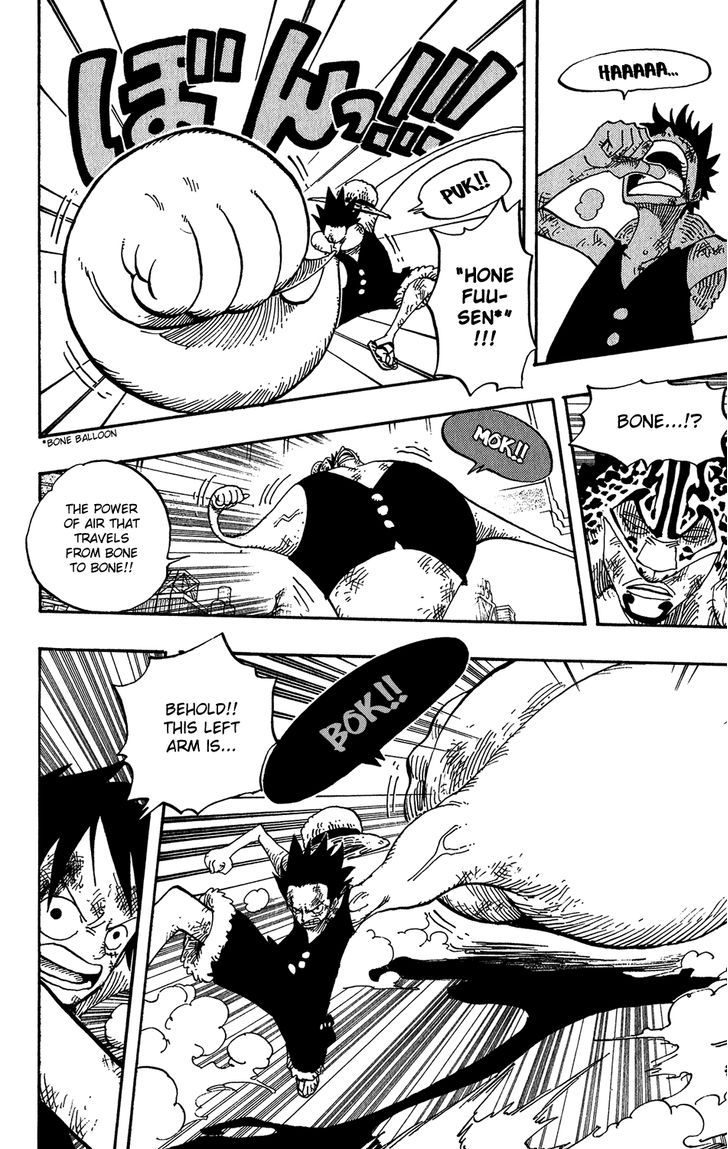 HAAAAA...
ぼんっ!!!
PUK!!
"HONE
FUU-
SEN*"
!!!
*BONE BALLOON
BONE...!?
MOK!!
THE POWER
OF AIR THAT
TRAVELS
FROM BONE
TO BONE!!
BOK!!
BEHOLD!!
THIS LEFT
ARM IS...